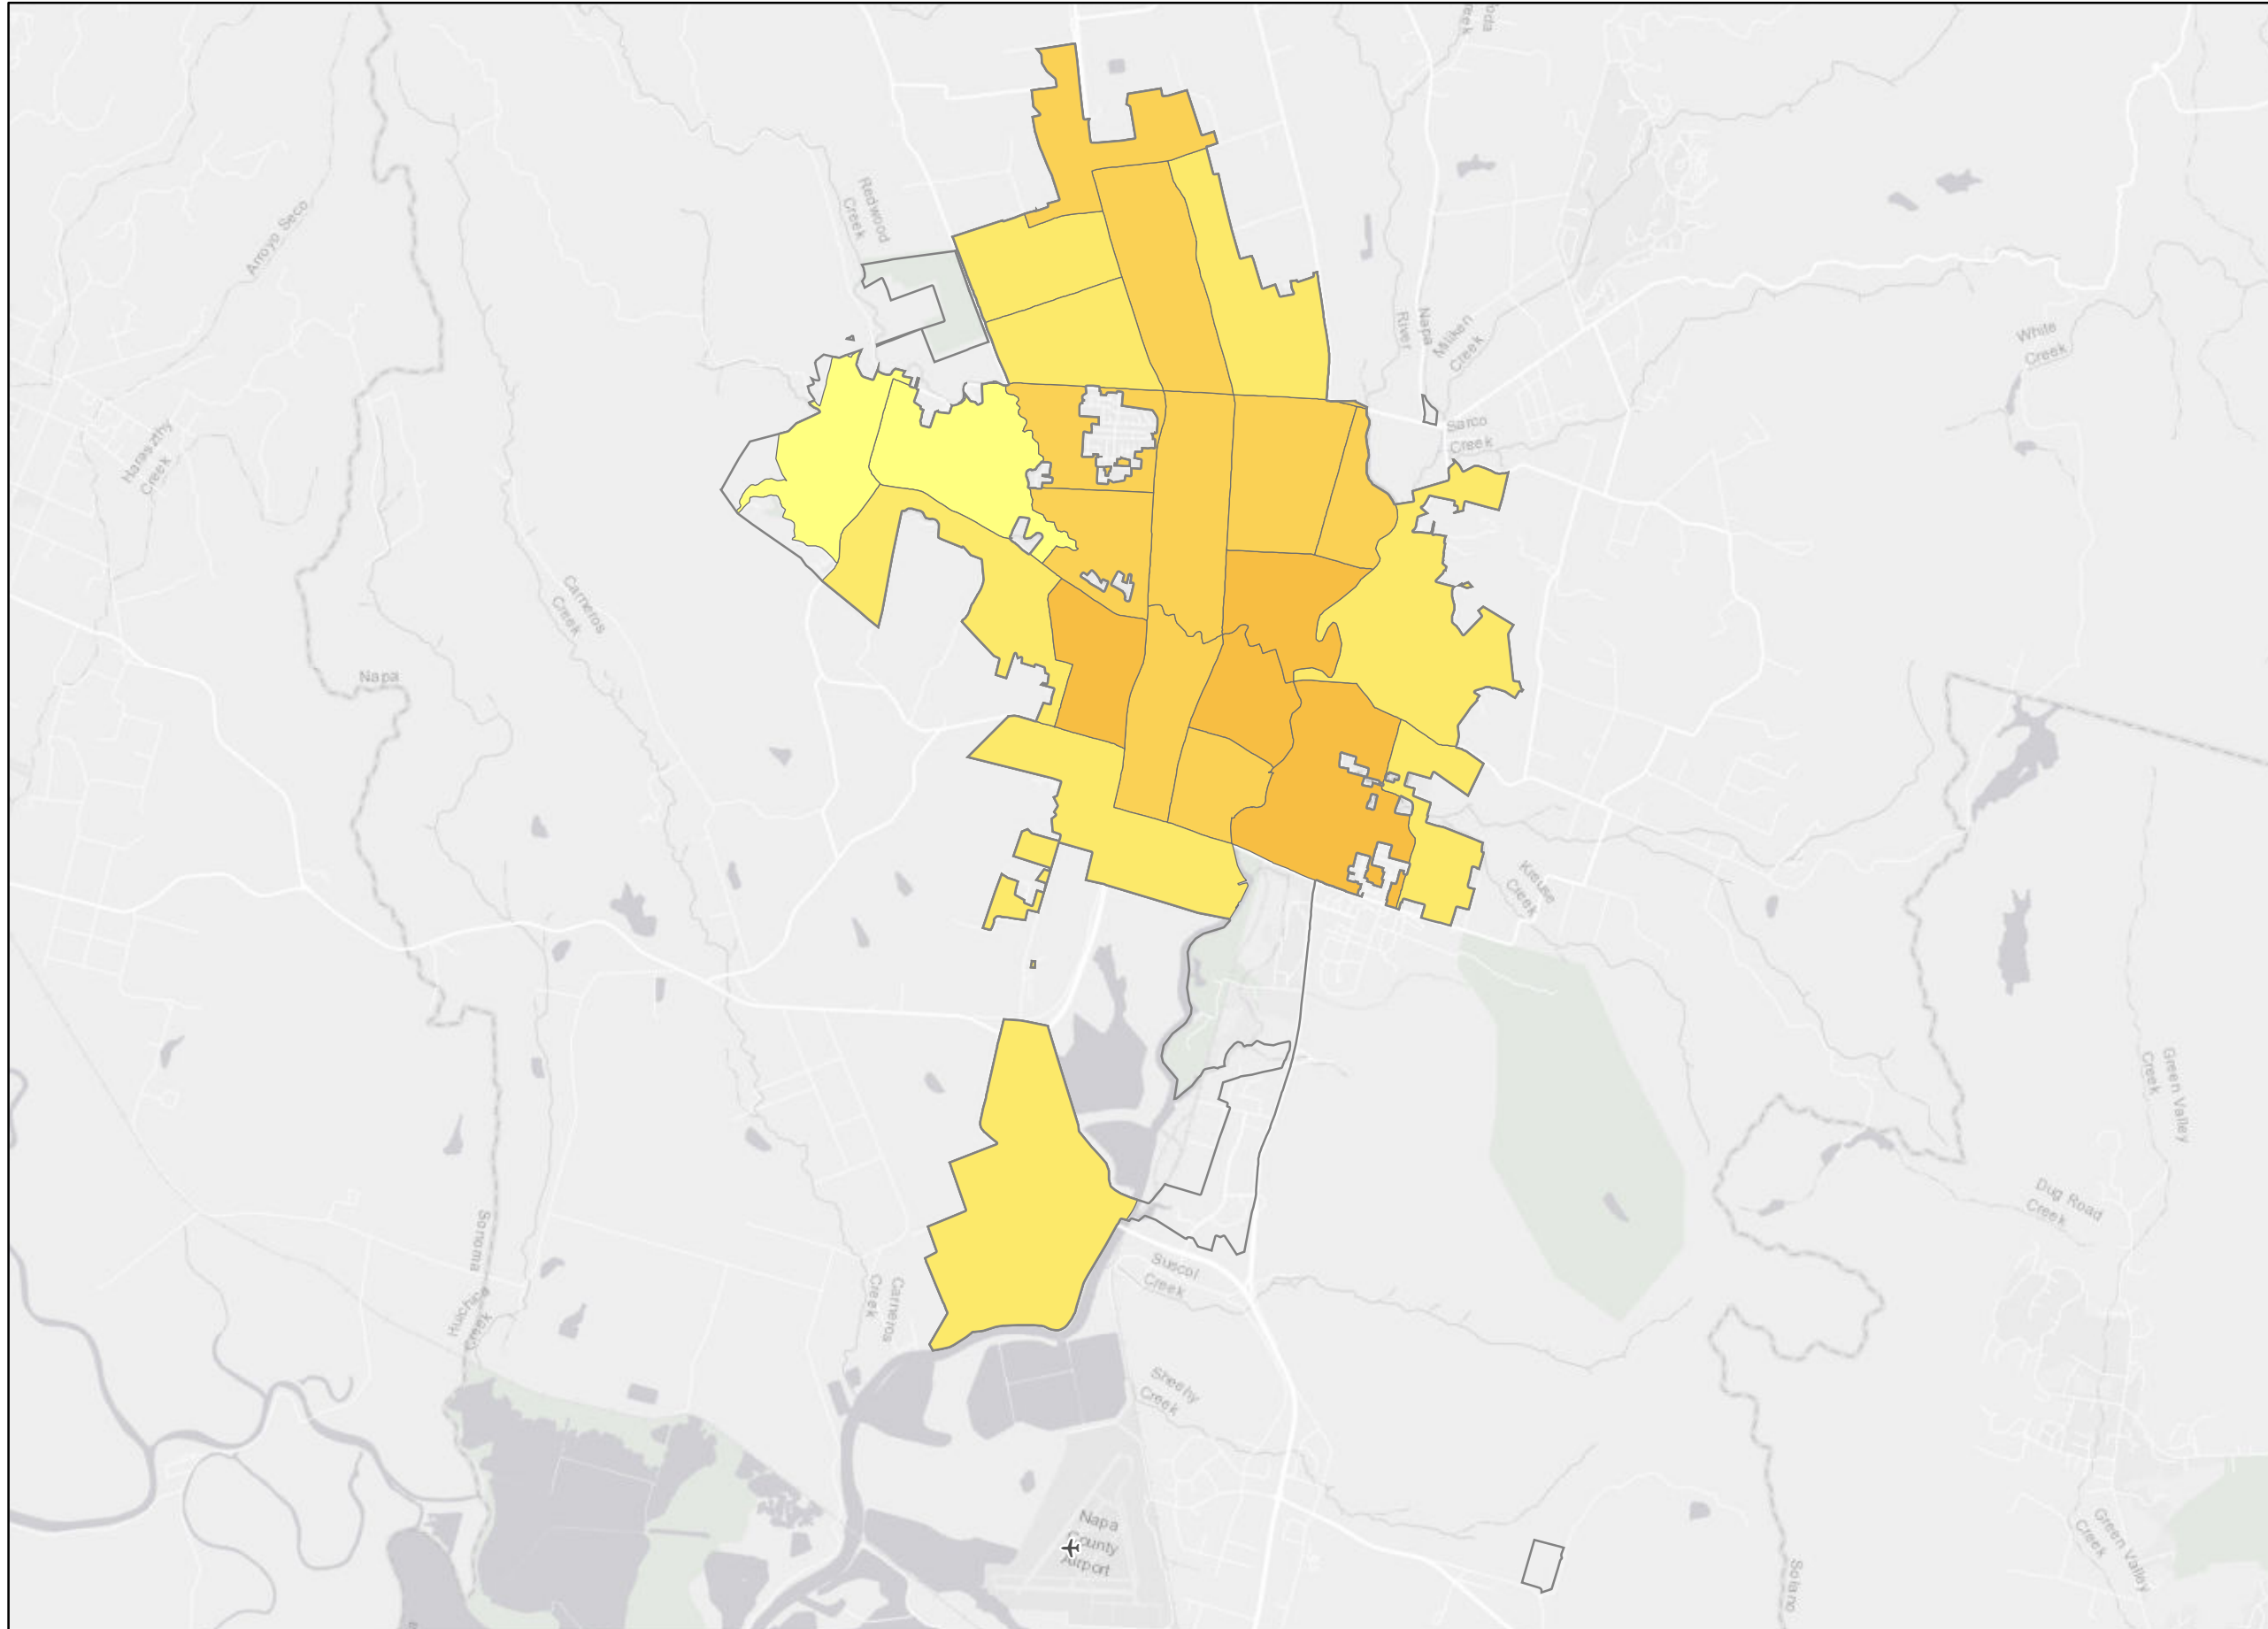 Redwood
Creek
Arroyo Seco
Napa
River
Milliken
Creek
White
Creek
Sarco
Creek
Haraszthy
Creek
Carneros
Creek
Napa
Kreuse
Creek
Green Valley
Creek
Dug Road
Creek
Sonoma
Suscol
Creek
Huichica
Creek
Carneros
Creek
Sheehy
Creek
Napa
County
Airport
Green Valley
Creek
Solano